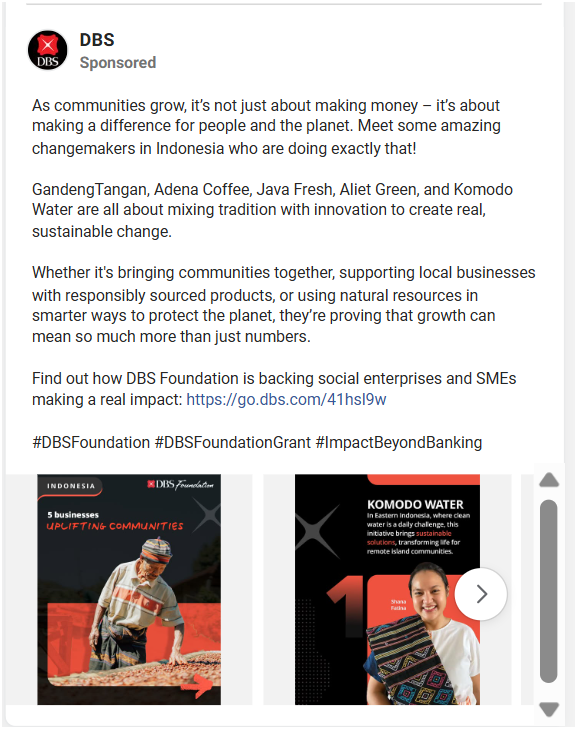 DBS
Sponsored
DBS
As communities grow, it's not just about making money – it's about
making a difference for people and the planet. Meet some amazing
changemakers in Indonesia who are doing exactly that!
GandengTangan, Adena Coffee, Java Fresh, Aliet Green, and Komodo
Water are all about mixing tradition with innovation to create real,
sustainable change.
Whether it's bringing communities together, supporting local businesses
with responsibly sourced products, or using natural resources in
smarter ways to protect the planet, they're proving that growth can
mean so much more than just numbers.
Find out how DBS Foundation is backing social enterprises and SMEs
making a real impact: https://go.dbs.com/41hsI9w
#DBSFoundation #DBSFoundationGrant #ImpactBeyondBanking
INDONESIA
DBS Foundation
5 businesses
UPLIFTING COMMUNITIES
KOMODO WATER
In Eastern Indonesia, where clean
water is a daily challenge, this
initiative brings sustainable
solutions, transforming life for
remote island communities.
1
Shana
Fatina